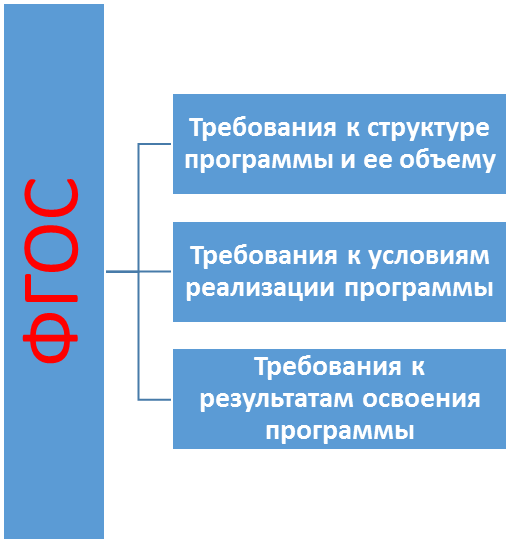 ФГОС
Требования к структуре
программы и ее объему
Требования к условиям
реализации программы
Требования к
результатам освоения
программы